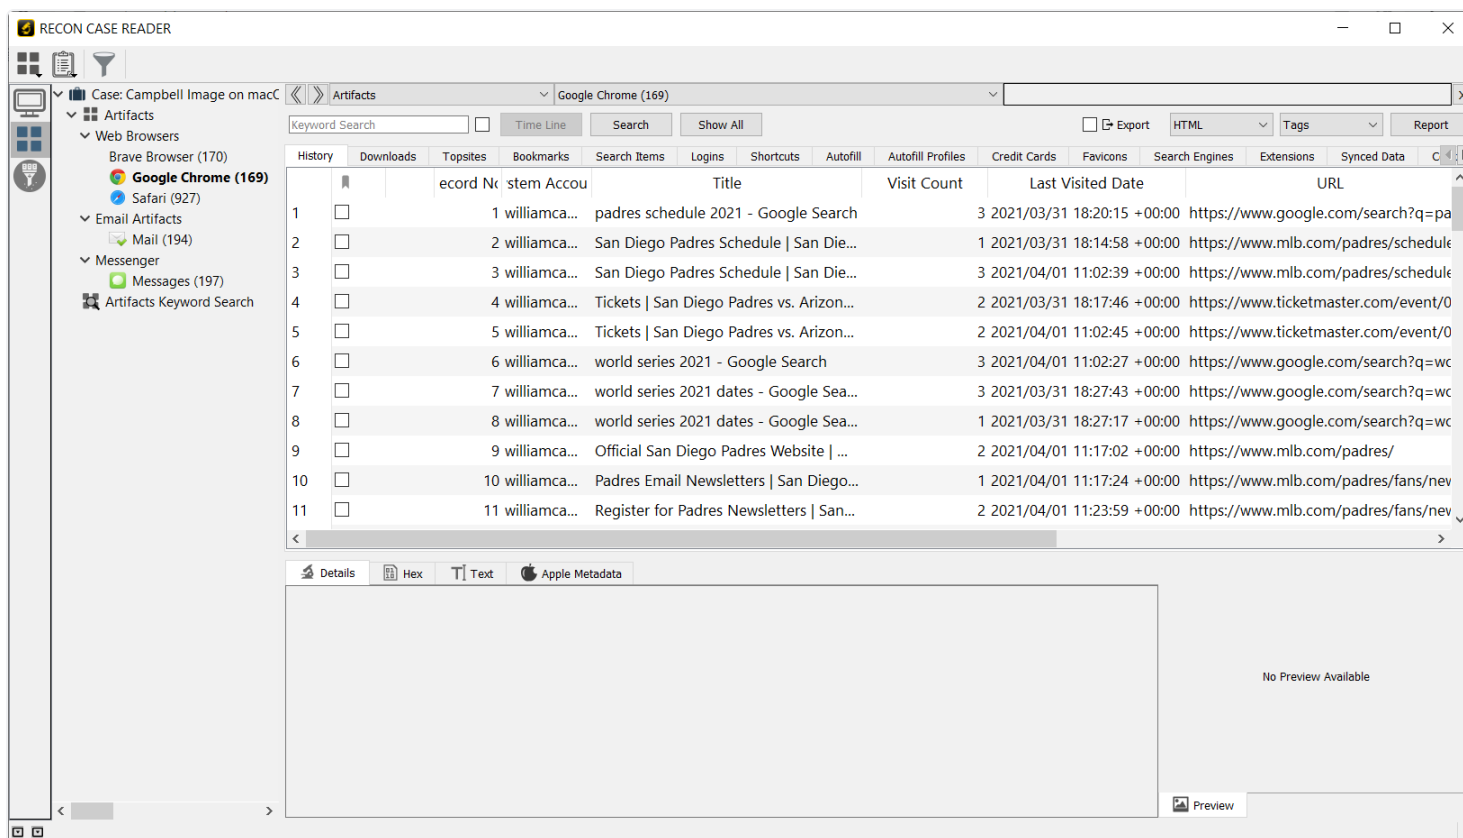 RECON CASE READER
Case: Campbell Image on mac
Artifacts
Web Browsers
Brave Browser (170)
Google Chrome (169)
Safari (927)
Email Artifacts
Mail (194)
Messenger
Messages (197)
Artifacts Keyword Search
Artifacts Google Chrome (169)
Keyword Search Time Line Search Show All Export HTML Tags Report
History Downloads Topsites Bookmarks Search Items Logins Shortcuts Autofill Autofill Profiles Credit Cards Favicons Search Engines Extensions Synced Data C
ecord No stem Accou Title Visit Count Last Visited Date URL
1 1 williamca... padres schedule 2021 - Google Search 3 2021/03/31 18:20:15 +00:00 https://www.google.com/search?q=pa
2 2 williamca... San Diego Padres Schedule | San Die... 1 2021/03/31 18:14:58 +00:00 https://www.mlb.com/padres/schedule
3 3 williamca... San Diego Padres Schedule | San Die... 3 2021/04/01 11:02:39 +00:00 https://www.mlb.com/padres/schedule
4 4 williamca... Tickets | San Diego Padres vs. Arizon... 2 2021/03/31 18:17:46 +00:00 https://www.ticketmaster.com/event/0
5 5 williamca... Tickets | San Diego Padres vs. Arizon... 2 2021/04/01 11:02:45 +00:00 https://www.ticketmaster.com/event/0
6 6 williamca... world series 2021 - Google Search 3 2021/04/01 11:02:27 +00:00 https://www.google.com/search?q=wo
7 7 williamca... world series 2021 dates - Google Sea... 3 2021/03/31 18:27:43 +00:00 https://www.google.com/search?q=wo
8 8 williamca... world series 2021 dates - Google Sea... 1 2021/03/31 18:27:17 +00:00 https://www.google.com/search?q=wo
9 9 williamca... Official San Diego Padres Website | ... 2 2021/04/01 11:17:02 +00:00 https://www.mlb.com/padres/
10 10 williamca... Padres Email Newsletters | San Diego... 1 2021/04/01 11:17:24 +00:00 https://www.mlb.com/padres/fans/new
11 11 williamca... Register for Padres Newsletters | San... 2 2021/04/01 11:23:59 +00:00 https://www.mlb.com/padres/fans/new
Details Hex Text Apple Metadata
No Preview Available
Preview